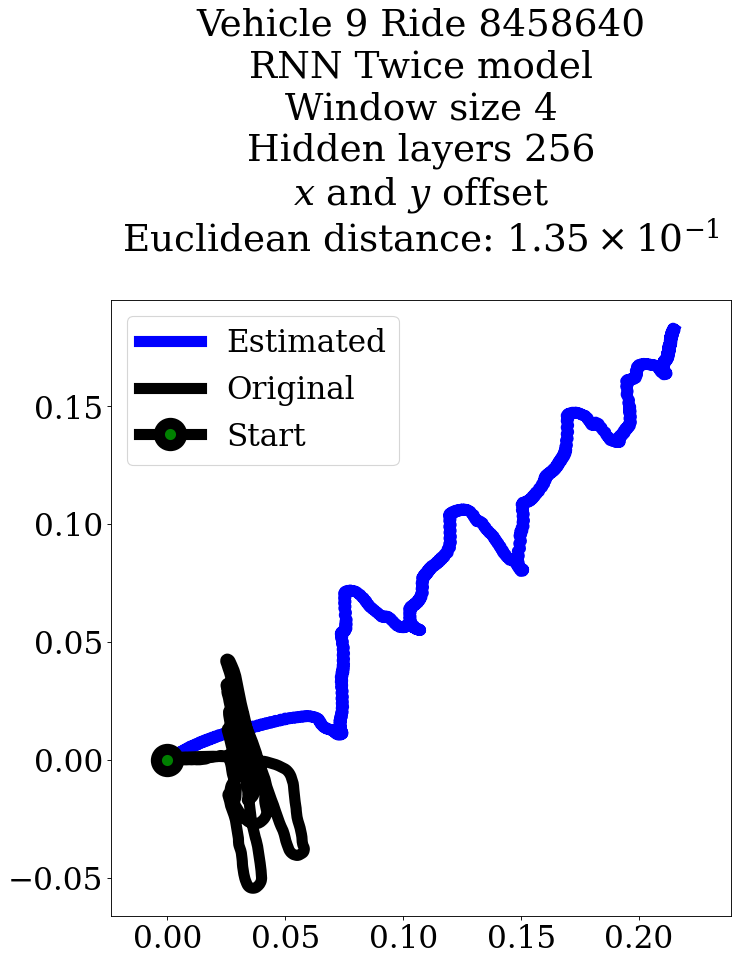 Vehicle 9 Ride 8458640
RNN Twice model
Window size 4
Hidden layers 256
x and y offset
Euclidean distance: 1.35 × 10⁻¹
Estimated
Original
Start
0.15
0.10
0.05
0.00
−0.05
0.00 0.05 0.10 0.15 0.20